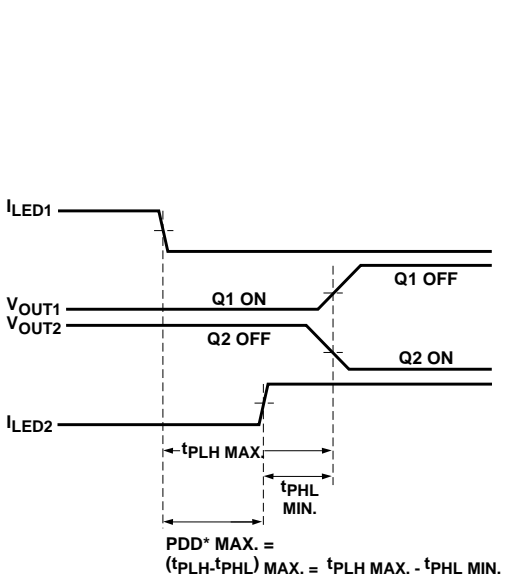 ILED1
Q1 OFF
VOUT1
Q1 ON
VOUT2
Q2 OFF
Q2 ON
ILED2
tPLH MAX.
tPHL
MIN.
PDD* MAX. =
(tPLH-tPHL) MAX. = tPLH MAX. - tPHL MIN.